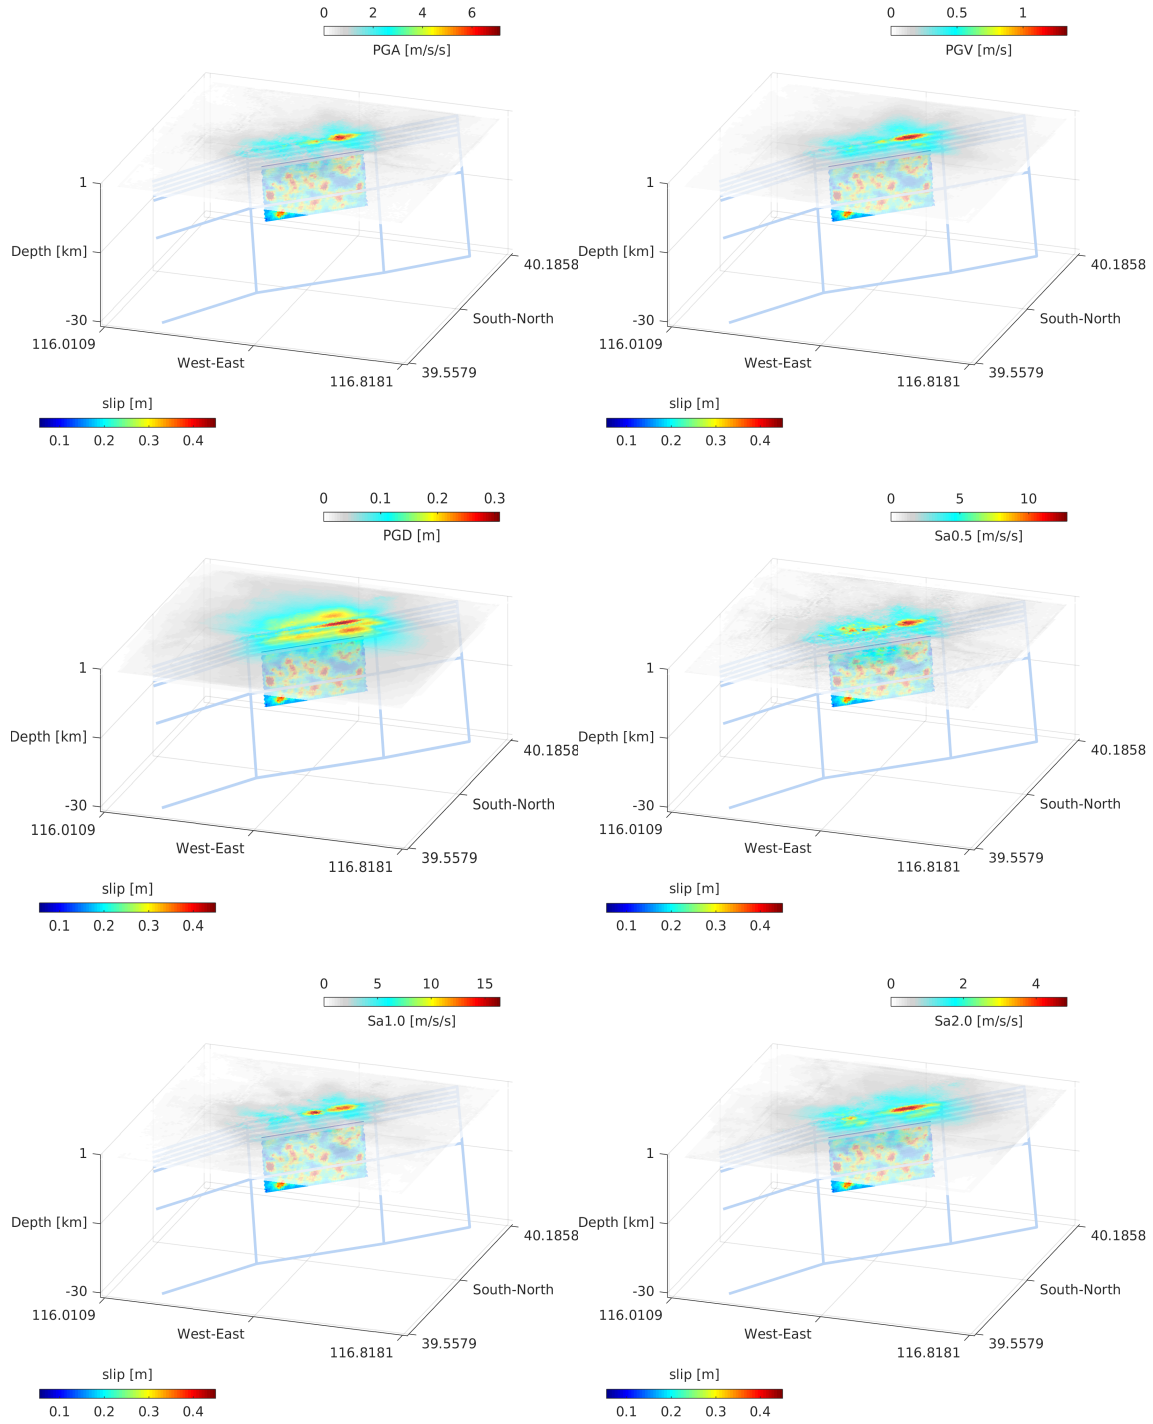 0 2 4 6
PGA [m/s/s]
1
Depth [km]
-30
116.0109
West-East
116.8181
39.5579
South-North
40.1858
slip [m]
0.1 0.2 0.3 0.4
0 0.5 1
PGV [m/s]
1
Depth [km]
-30
116.0109
West-East
116.8181
39.5579
South-North
40.1858
slip [m]
0.1 0.2 0.3 0.4
0 0.1 0.2 0.3
PGD [m]
1
Depth [km]
-30
116.0109
West-East
116.8181
39.5579
South-North
40.1858
slip [m]
0.1 0.2 0.3 0.4
0 5 10
Sa0.5 [m/s/s]
1
Depth [km]
-30
116.0109
West-East
116.8181
39.5579
South-North
40.1858
slip [m]
0.1 0.2 0.3 0.4
0 5 10 15
Sa1.0 [m/s/s]
1
Depth [km]
-30
116.0109
West-East
116.8181
39.5579
South-North
40.1858
slip [m]
0.1 0.2 0.3 0.4
0 2 4
Sa2.0 [m/s/s]
1
Depth [km]
-30
116.0109
West-East
116.8181
39.5579
South-North
40.1858
slip [m]
0.1 0.2 0.3 0.4